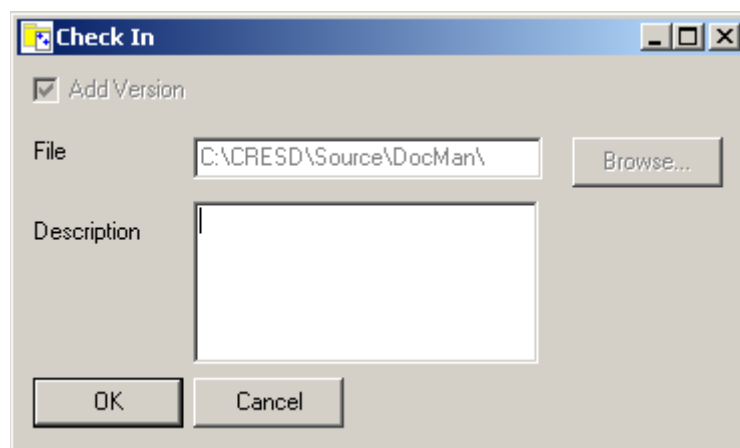 Check In
Add Version
File C:\CRESD\Source\DocMan\ Browse...
Description
OK Cancel